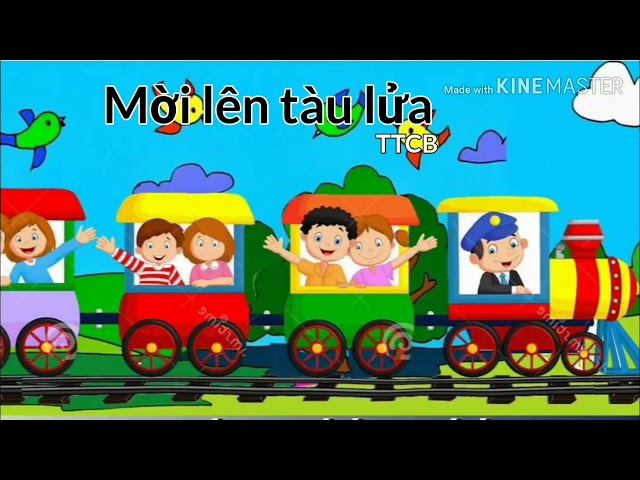 Made with KINEMASTER
Mời lên tàu lửa
TTCB